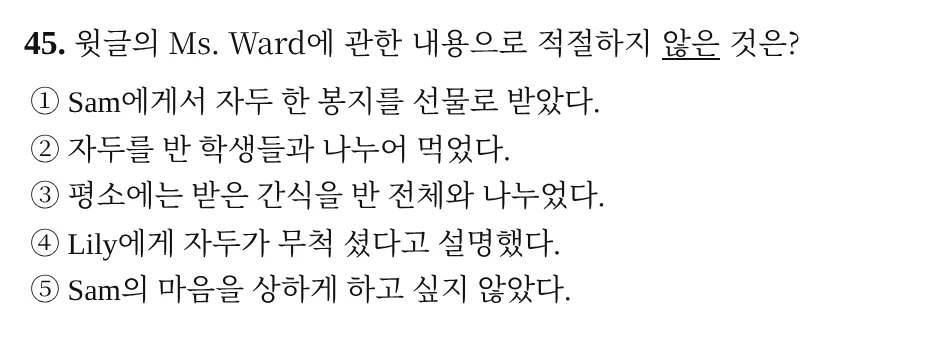 45. 윗글의 Ms. Ward에 관한 내용으로 적절하지 않은 것은?
① Sam에게서 자두 한 봉지를 선물로 받았다.
② 자두를 반 학생들과 나누어 먹었다.
③ 평소에는 받은 간식을 반 전체와 나누었다.
④ Lily에게 자두가 무척 셨다고 설명했다.
⑤ Sam의 마음을 상하게 하고 싶지 않았다.